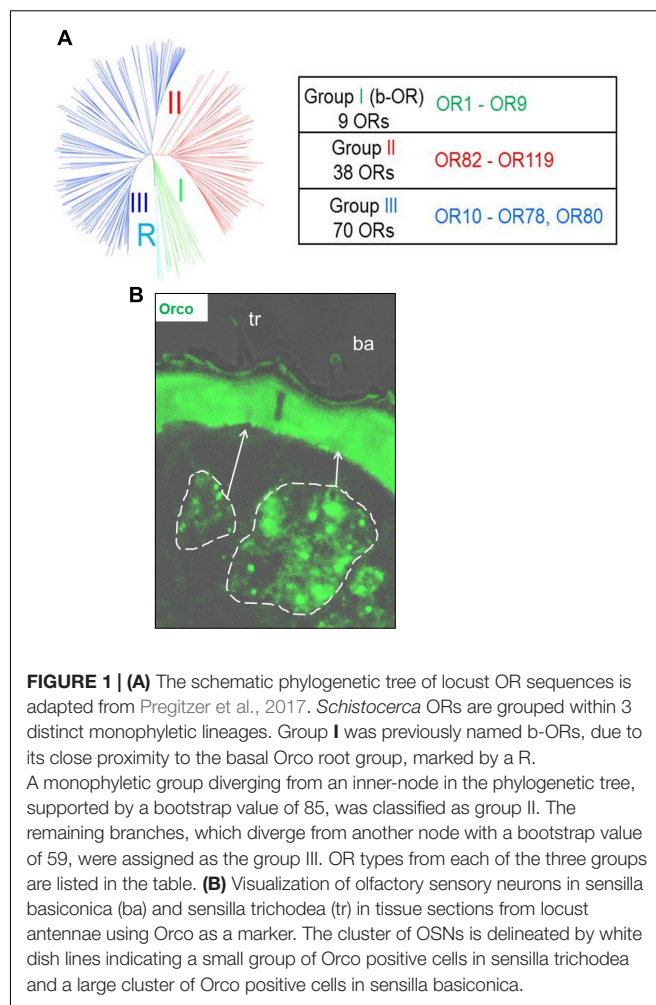 A
II
III
I
R
Group I (b-OR)
9 ORs
OR1 - OR9
Group II
38 ORs
OR82 - OR119
Group III
70 ORs
OR10 - OR78, OR80
B
Orco
tr
ba
FIGURE 1 | (A) The schematic phylogenetic tree of locust OR sequences is
adapted from Pregitzer et al., 2017. Schistocerca ORs are grouped within 3
distinct monophyletic lineages. Group I was previously named b-ORs, due to
its close proximity to the basal Orco root group, marked by a R.
A monophyletic group diverging from an inner-node in the phylogenetic tree,
supported by a bootstrap value of 85, was classified as group II. The
remaining branches, which diverge from another node with a bootstrap value
of 59, were assigned as the group III. OR types from each of the three groups
are listed in the table. (B) Visualization of olfactory sensory neurons in sensilla
basiconica (ba) and sensilla trichodea (tr) in tissue sections from locust
antennae using Orco as a marker. The cluster of OSNs is delineated by white
dish lines indicating a small group of Orco positive cells in sensilla trichodea
and a large cluster of Orco positive cells in sensilla basiconica.